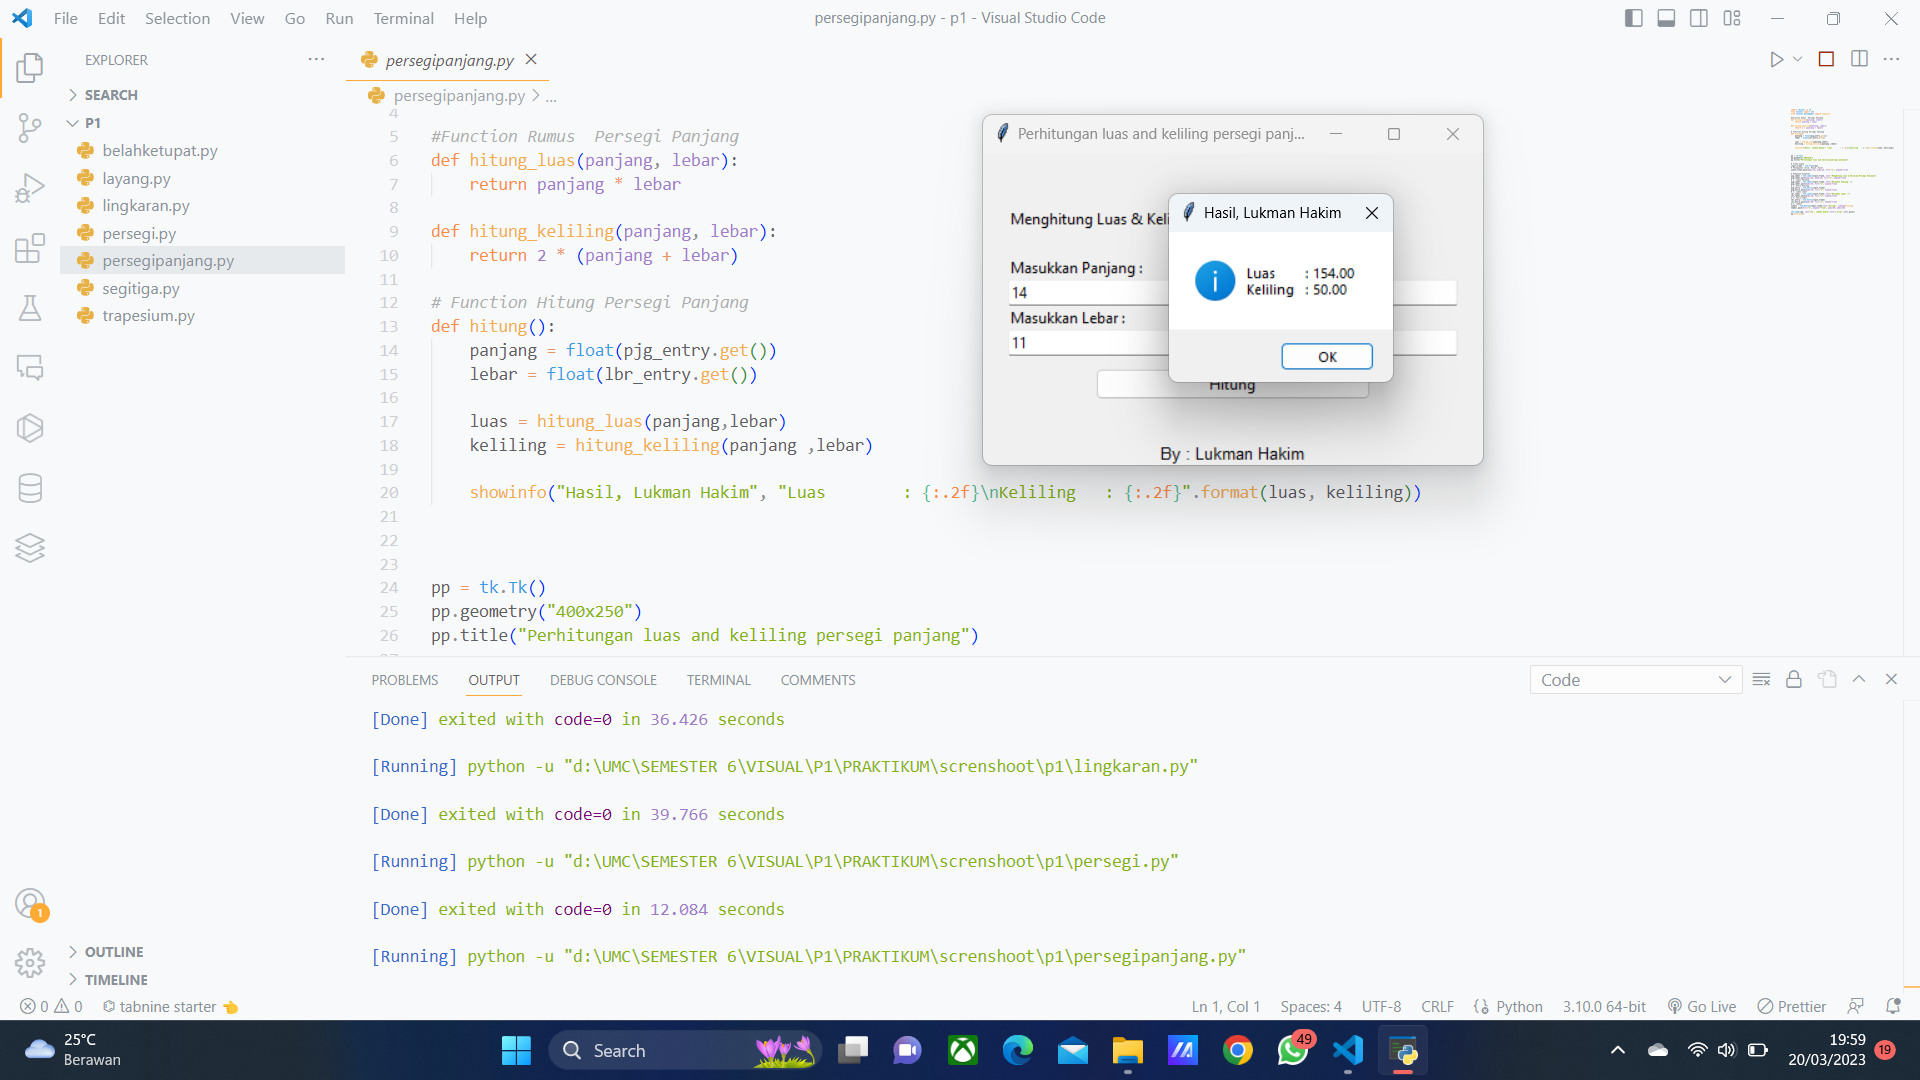 File Edit Selection View Go Run Terminal Help
persegipanjang.py - p1 - Visual Studio Code
EXPLORER
SEARCH
P1
belahketupat.py
layang.py
lingkaran.py
persegi.py
persegipanjang.py
segitiga.py
trapesium.py
OUTLINE
TIMELINE
1
persegipanjang.py
persegipanjang.py > ...
4
5 #Function Rumus  Persegi Panjang
6 def hitung_luas(panjang, lebar):
7     return panjang * lebar
8
9 def hitung_keliling(panjang, lebar):
10     return 2 * (panjang + lebar)
11
12 # Function Hitung Persegi Panjang
13 def hitung():
14     panjang = float(pjg_entry.get())
15     lebar = float(lbr_entry.get())
16
17     luas = hitung_luas(panjang,lebar)
18     keliling = hitung_keliling(panjang ,lebar)
19
20     showinfo("Hasil, Lukman Hakim", "Luas        : {:.2f}\nKeliling   : {:.2f}".format(luas, keliling))
21
22
23
24 pp = tk.Tk()
25 pp.geometry("400x250")
26 pp.title("Perhitungan luas and keliling persegi panjang")
Perhitungan luas and keliling persegi panj...
Menghitung Luas & Keli
Masukkan Panjang :
14
Masukkan Lebar :
11
Hitung
By : Lukman Hakim
Hasil, Lukman Hakim
Luas : 154.00
Keliling : 50.00
OK
PROBLEMS OUTPUT DEBUG CONSOLE TERMINAL COMMENTS
Code
[Done] exited with code=0 in 36.426 seconds
[Running] python -u "d:\UMC\SEMESTER 6\VISUAL\P1\PRAKTIKUM\screnshoot\p1\lingkaran.py"
[Done] exited with code=0 in 39.766 seconds
[Running] python -u "d:\UMC\SEMESTER 6\VISUAL\P1\PRAKTIKUM\screnshoot\p1\persegi.py"
[Done] exited with code=0 in 12.084 seconds
[Running] python -u "d:\UMC\SEMESTER 6\VISUAL\P1\PRAKTIKUM\screnshoot\p1\persegipanjang.py"
0 0 tabnine starter 👈
Ln 1, Col 1 Spaces: 4 UTF-8 CRLF Python 3.10.0 64-bit Go Live Prettier
25°C
Berawan
Search
49
19:59
20/03/2023
19